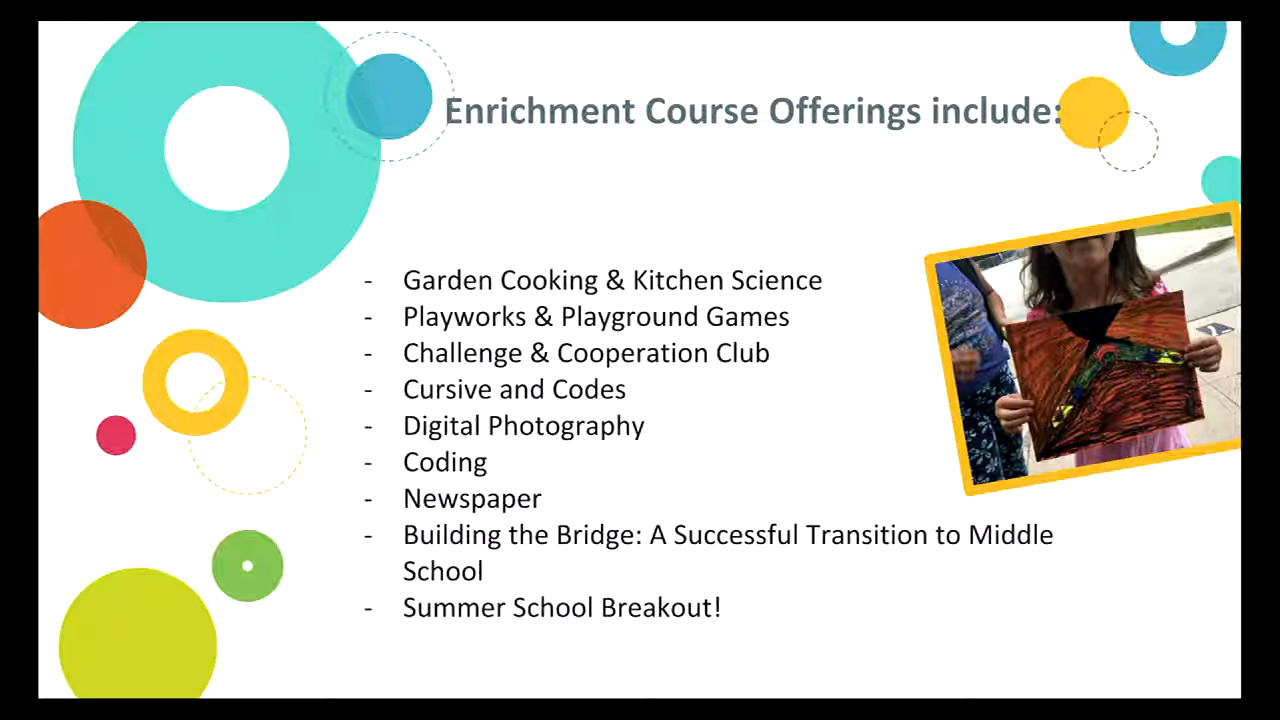 Enrichment Course Offerings include:
- Garden Cooking & Kitchen Science
- Playworks & Playground Games
- Challenge & Cooperation Club
- Cursive and Codes
- Digital Photography
- Coding
- Newspaper
- Building the Bridge: A Successful Transition to Middle
School
- Summer School Breakout!